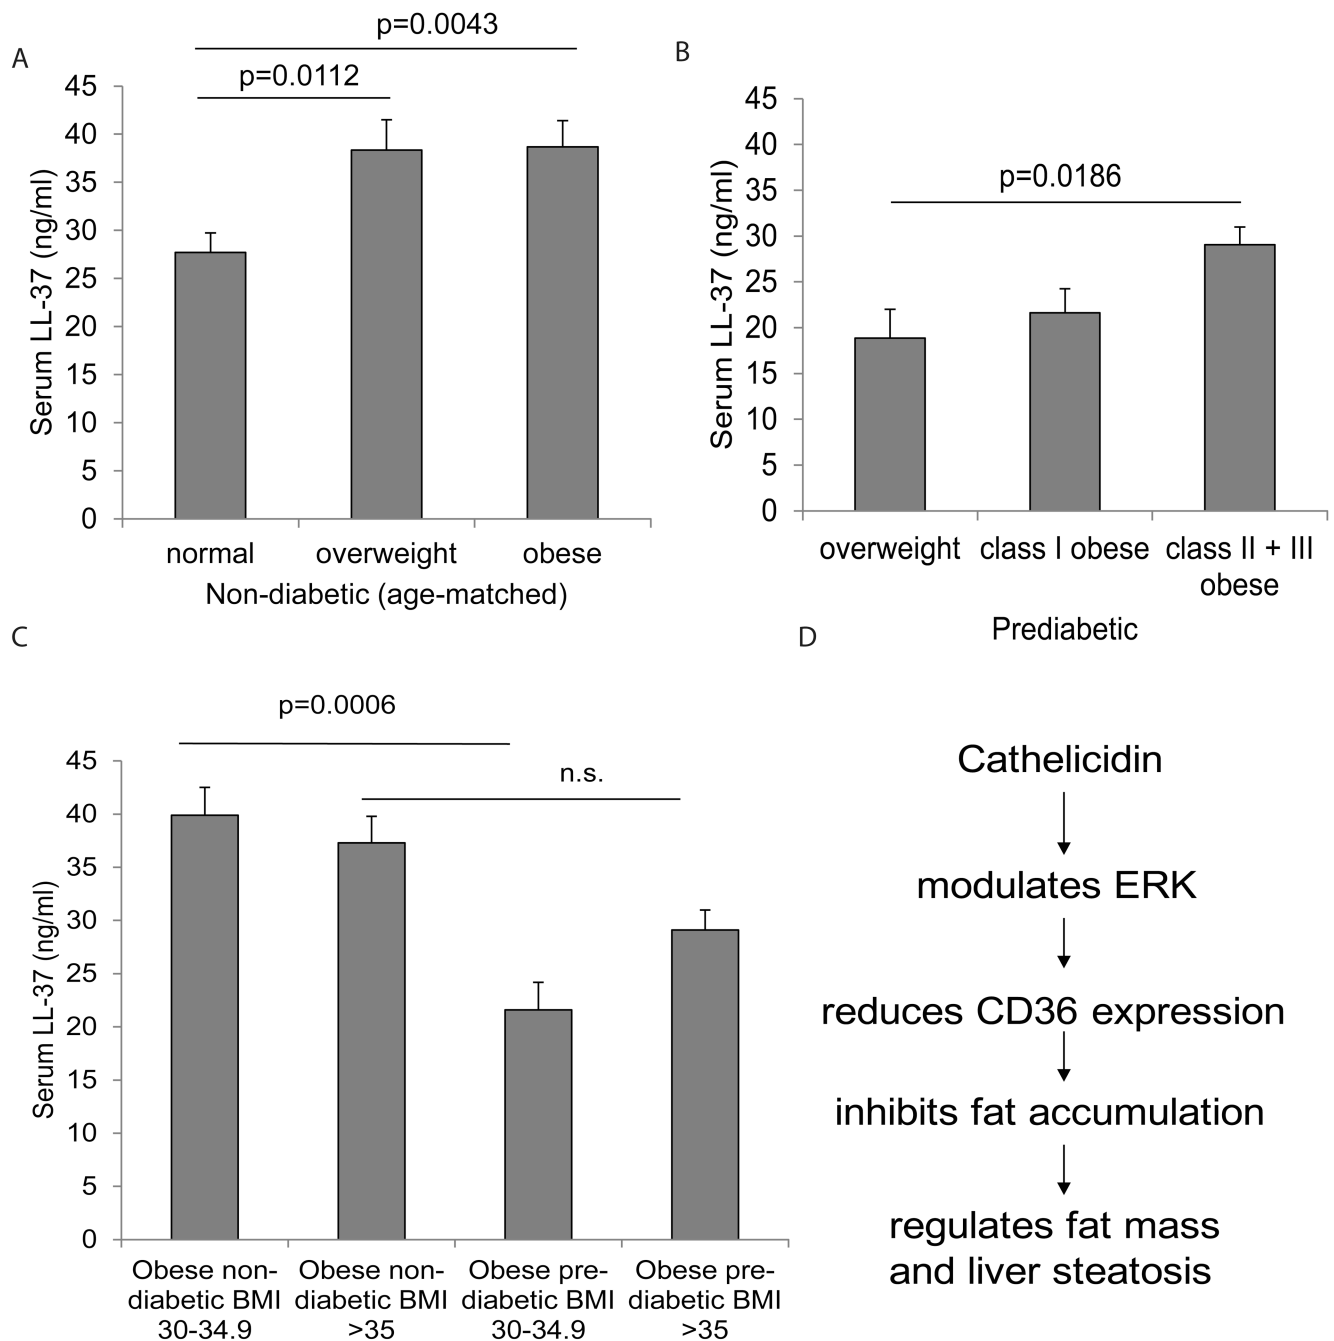 A
p=0.0043
p=0.0112
Serum LL-37 (ng/ml)
45
40
35
30
25
20
15
10
5
0
normal
overweight
obese
Non-diabetic (age-matched)
B
p=0.0186
Serum LL-37 (ng/ml)
45
40
35
30
25
20
15
10
5
0
overweight
class I obese
class II + III
obese
Prediabetic
C
p=0.0006
n.s.
Serum LL-37 (ng/ml)
45
40
35
30
25
20
15
10
5
0
Obese non-
diabetic BMI
30-34.9
Obese non-
diabetic BMI
>35
Obese pre-
diabetic BMI
30-34.9
Obese pre-
diabetic BMI
>35
D
Cathelicidin
modulates ERK
reduces CD36 expression
inhibits fat accumulation
regulates fat mass
and liver steatosis